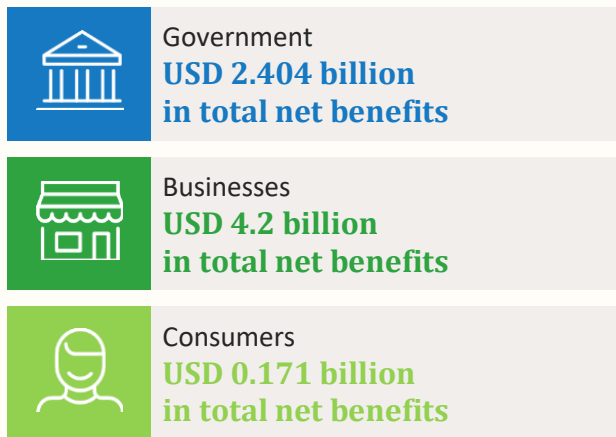 Government
USD 2.404 billion
in total net benefits
Businesses
USD 4.2 billion
in total net benefits
Consumers
USD 0.171 billion
in total net benefits